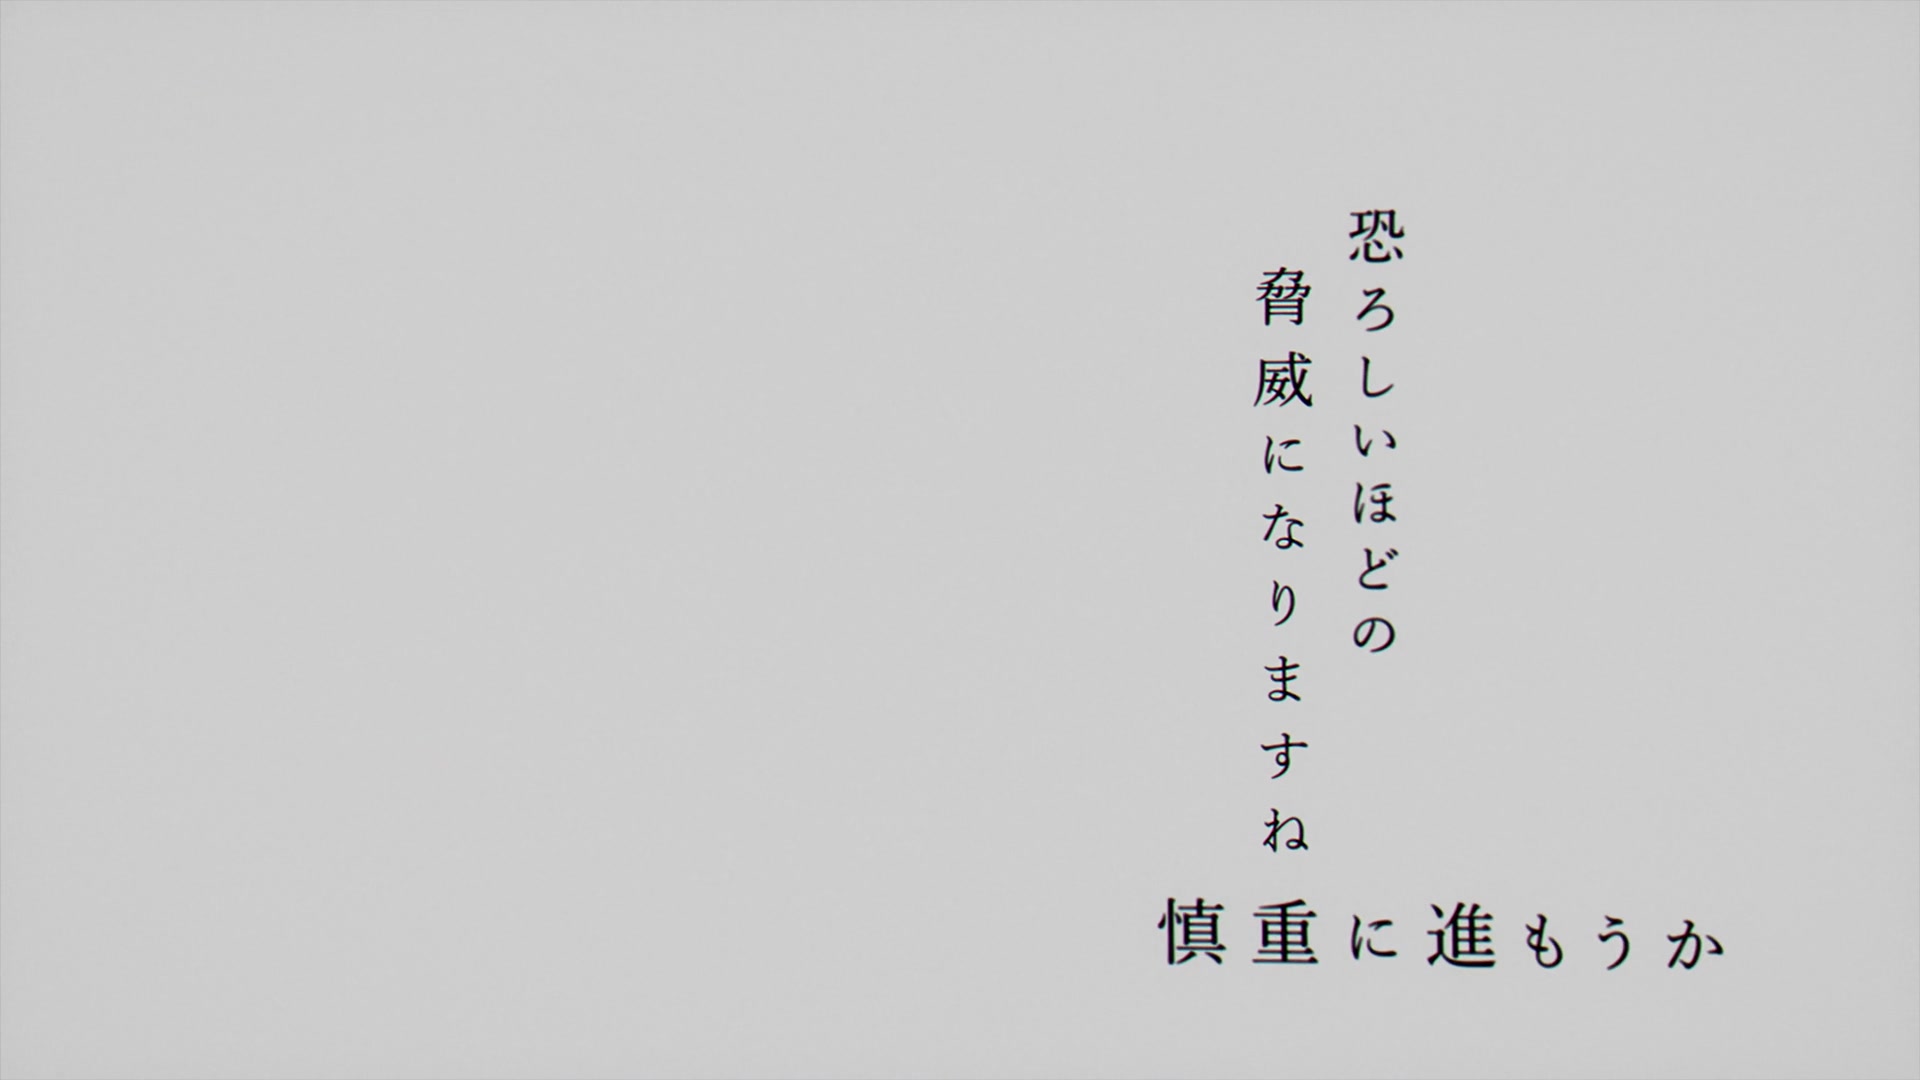 恐ろしいほどの
脅威になりますね
慎重に進もうか